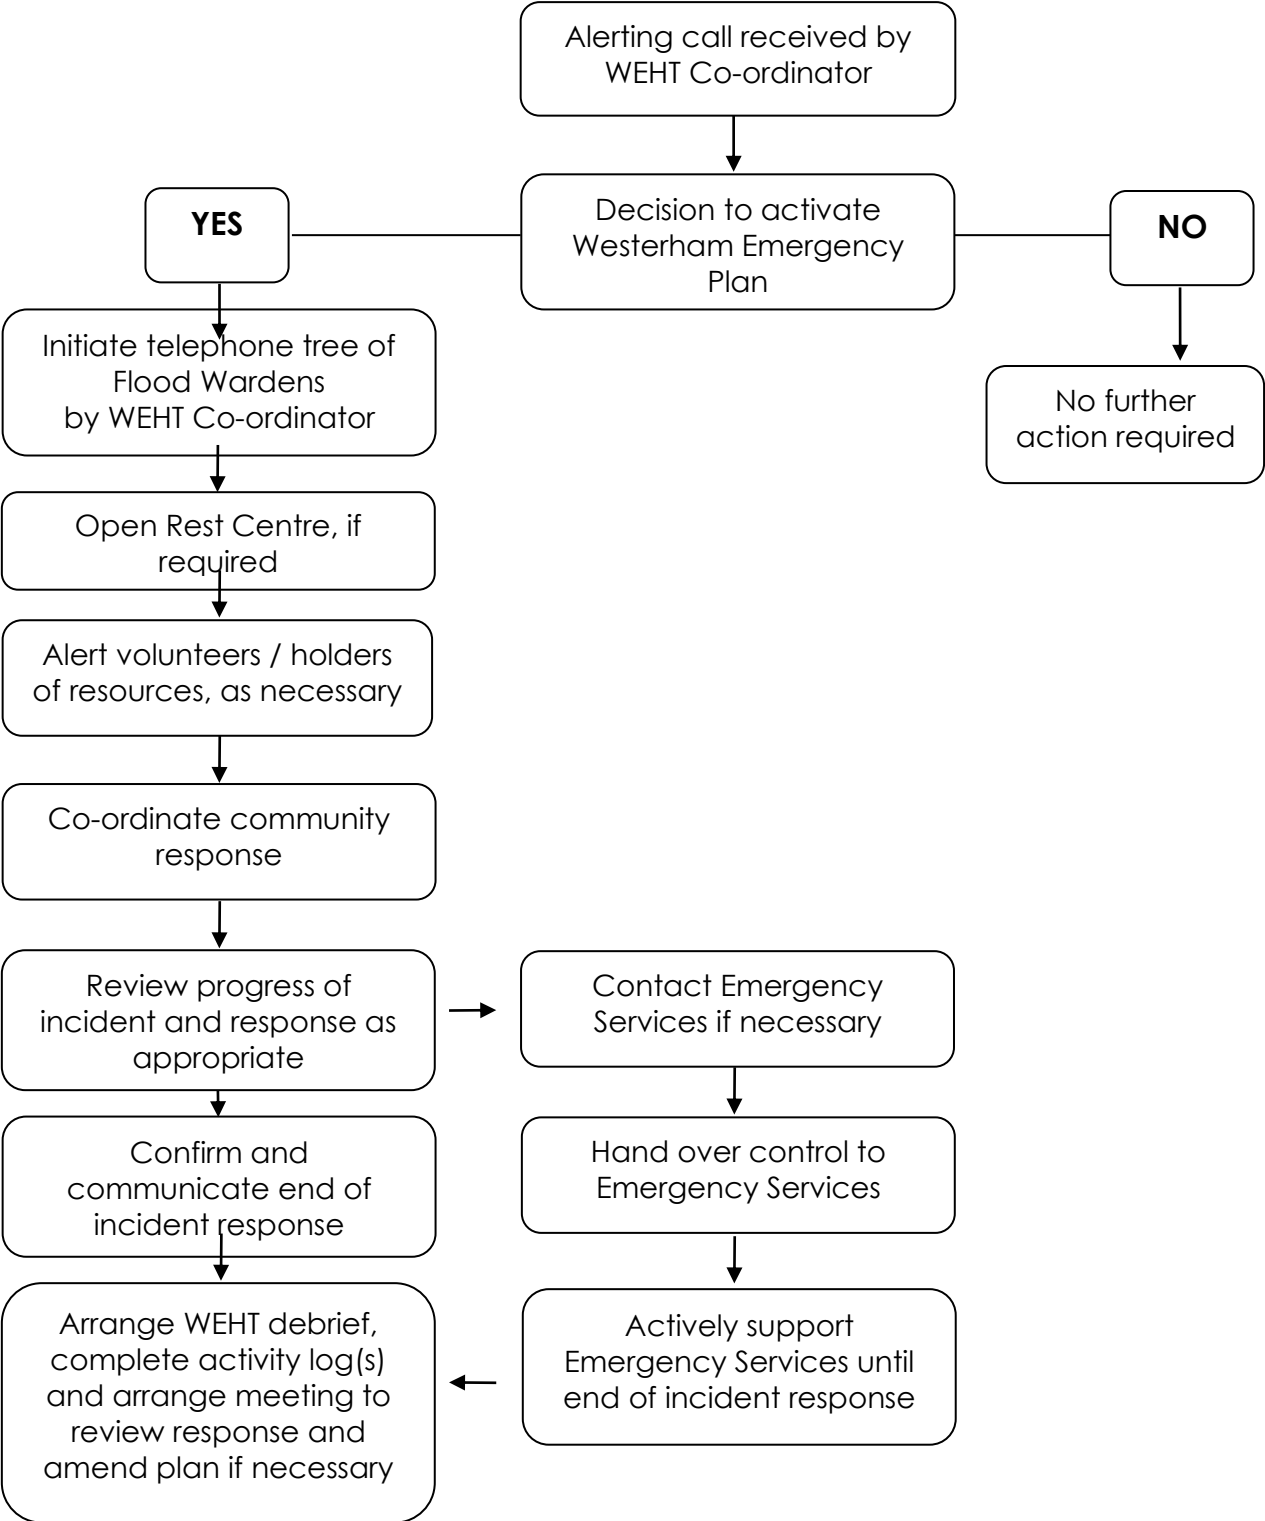 Alerting call received by
WEHT Co-ordinator
Decision to activate
Westerham Emergency
Plan
YES
NO
Initiate telephone tree of
Flood Wardens
by WEHT Co-ordinator
No further
action required
Open Rest Centre, if
required
Alert volunteers / holders
of resources, as necessary
Co-ordinate community
response
Review progress of
incident and response as
appropriate
Contact Emergency
Services if necessary
Confirm and
communicate end of
incident response
Hand over control to
Emergency Services
Arrange WEHT debrief,
complete activity log(s)
and arrange meeting to
review response and
amend plan if necessary
Actively support
Emergency Services until
end of incident response